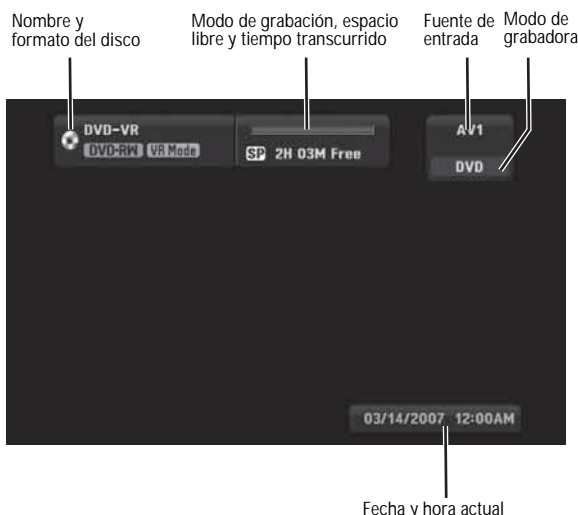 Nombre y
formato del disco
Modo de grabación, espacio
libre y tiempo transcurrido
Fuente de
entrada
Modo de
grabadora
DVD-VR
DVD-RW VR Mode
SP 2H 03M Free
AV1
DVD
03/14/2007 12:00AM
Fecha y hora actual